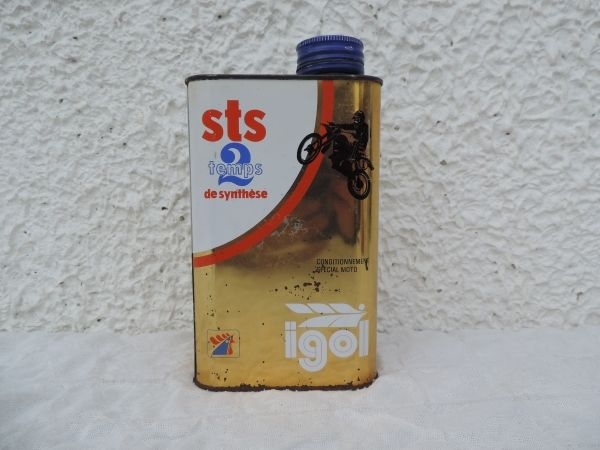 sts
2
temps
de synthèse
CONDITIONNEMENT
SPECIAL MOTO
igol